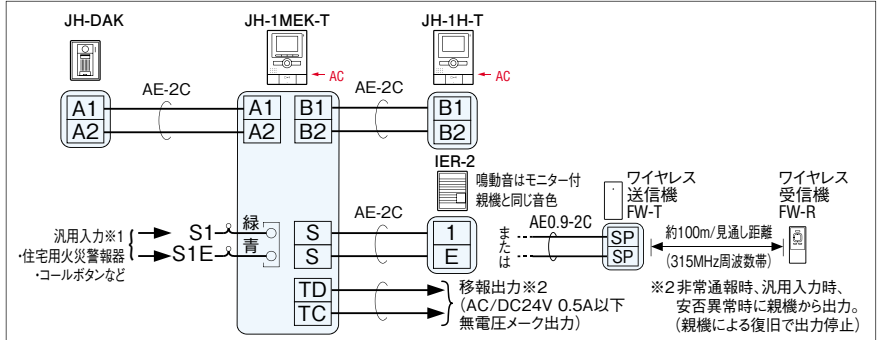 JH-DAK
JH-1MEK-T
JH-1H-T
AC
AC
AE-2C
AE-2C
A1
A2
A1
A2
B1
B2
B1
B2
IER-2
鳴動音はモニター付
親機と同じ音色
ワイヤレス
送信機
FW-T
ワイヤレス
受信機
FW-R
汎用入力※1
・住宅用火災警報器
・コールボタンなど
S1
S1E
緑
青
S
S
AE-2C
1
E
または
AE0.9-2C
SP
SP
約100m/見通し距離
(315MHz周波数帯)
TD
TC
移報出力※2
(AC/DC24V 0.5A以下
無電圧メーク出力)
※2 非常通報時、汎用入力時、
安否異常時に親機から出力。
(親機による復旧で出力停止)